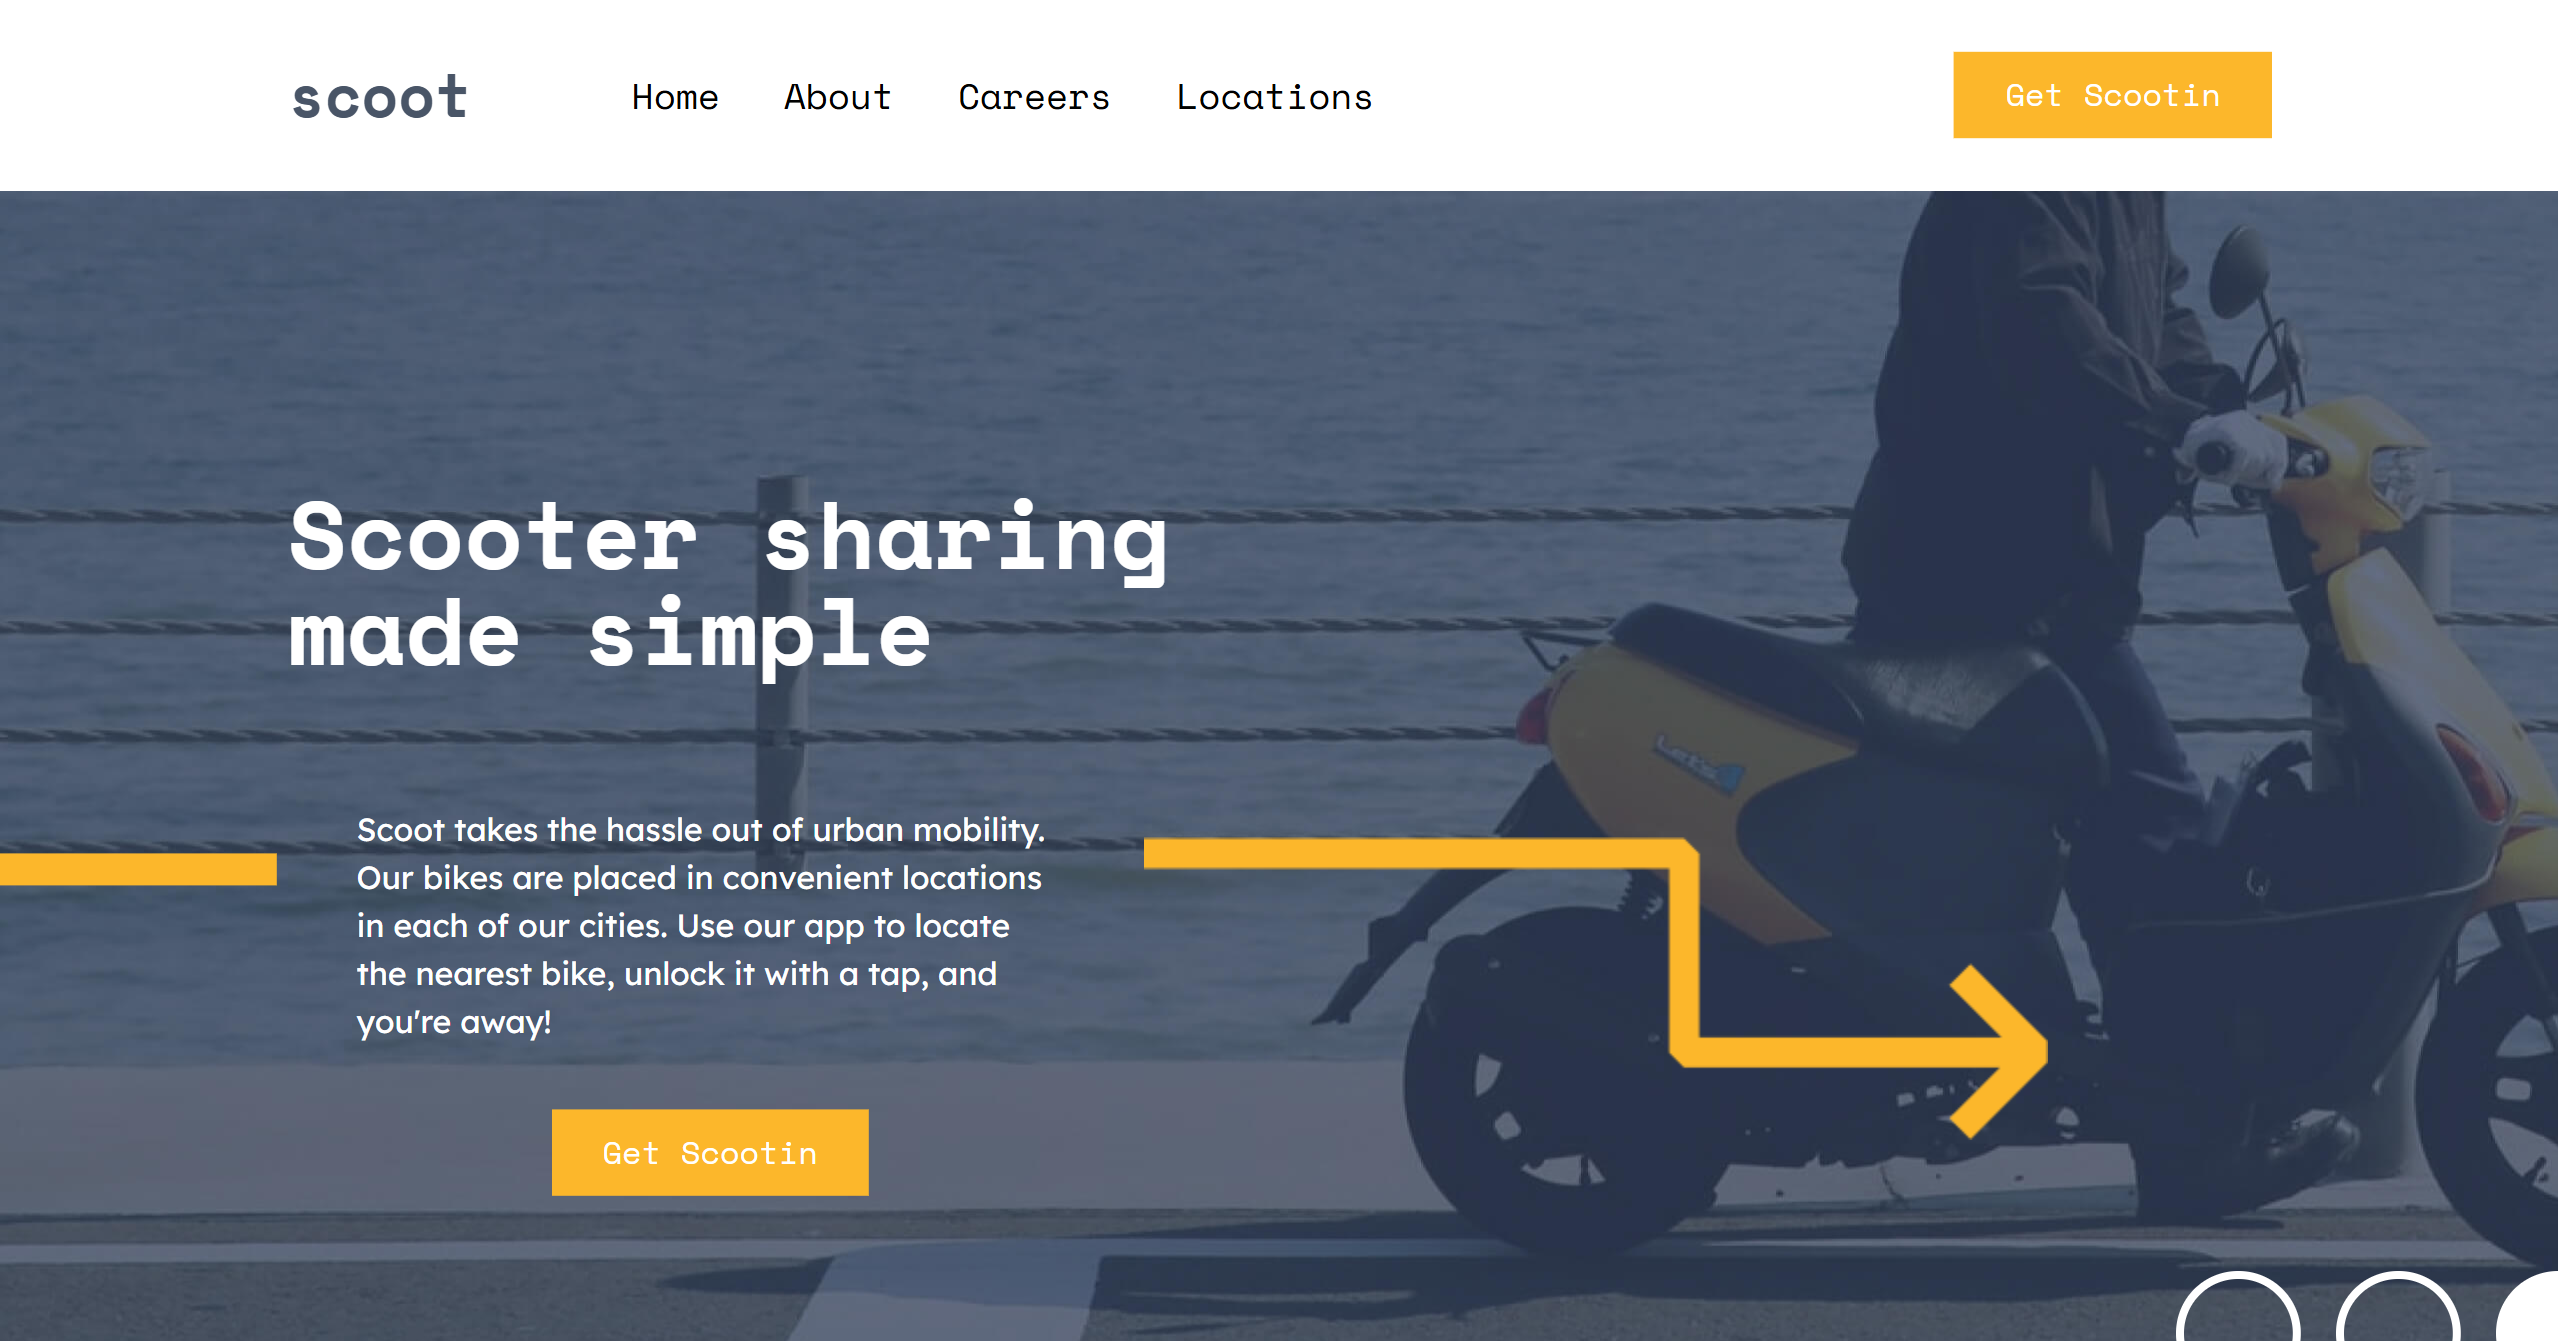 scoot
Home
About
Careers
Locations
Get Scootin
Scooter sharing
made simple
Scoot takes the hassle out of urban mobility.
Our bikes are placed in convenient locations
in each of our cities. Use our app to locate
the nearest bike, unlock it with a tap, and
you're away!
Get Scootin